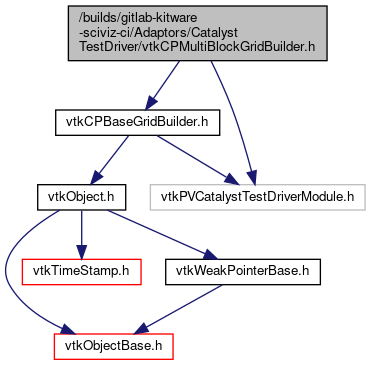 /builds/gitlab-kitware
-sciviz-ci/Adaptors/Catalyst
TestDriver/vtkCPMultiBlockGridBuilder.h
vtkCPBaseGridBuilder.h
vtkObject.h
vtkPVCatalystTestDriverModule.h
vtkTimeStamp.h
vtkWeakPointerBase.h
vtkObjectBase.h